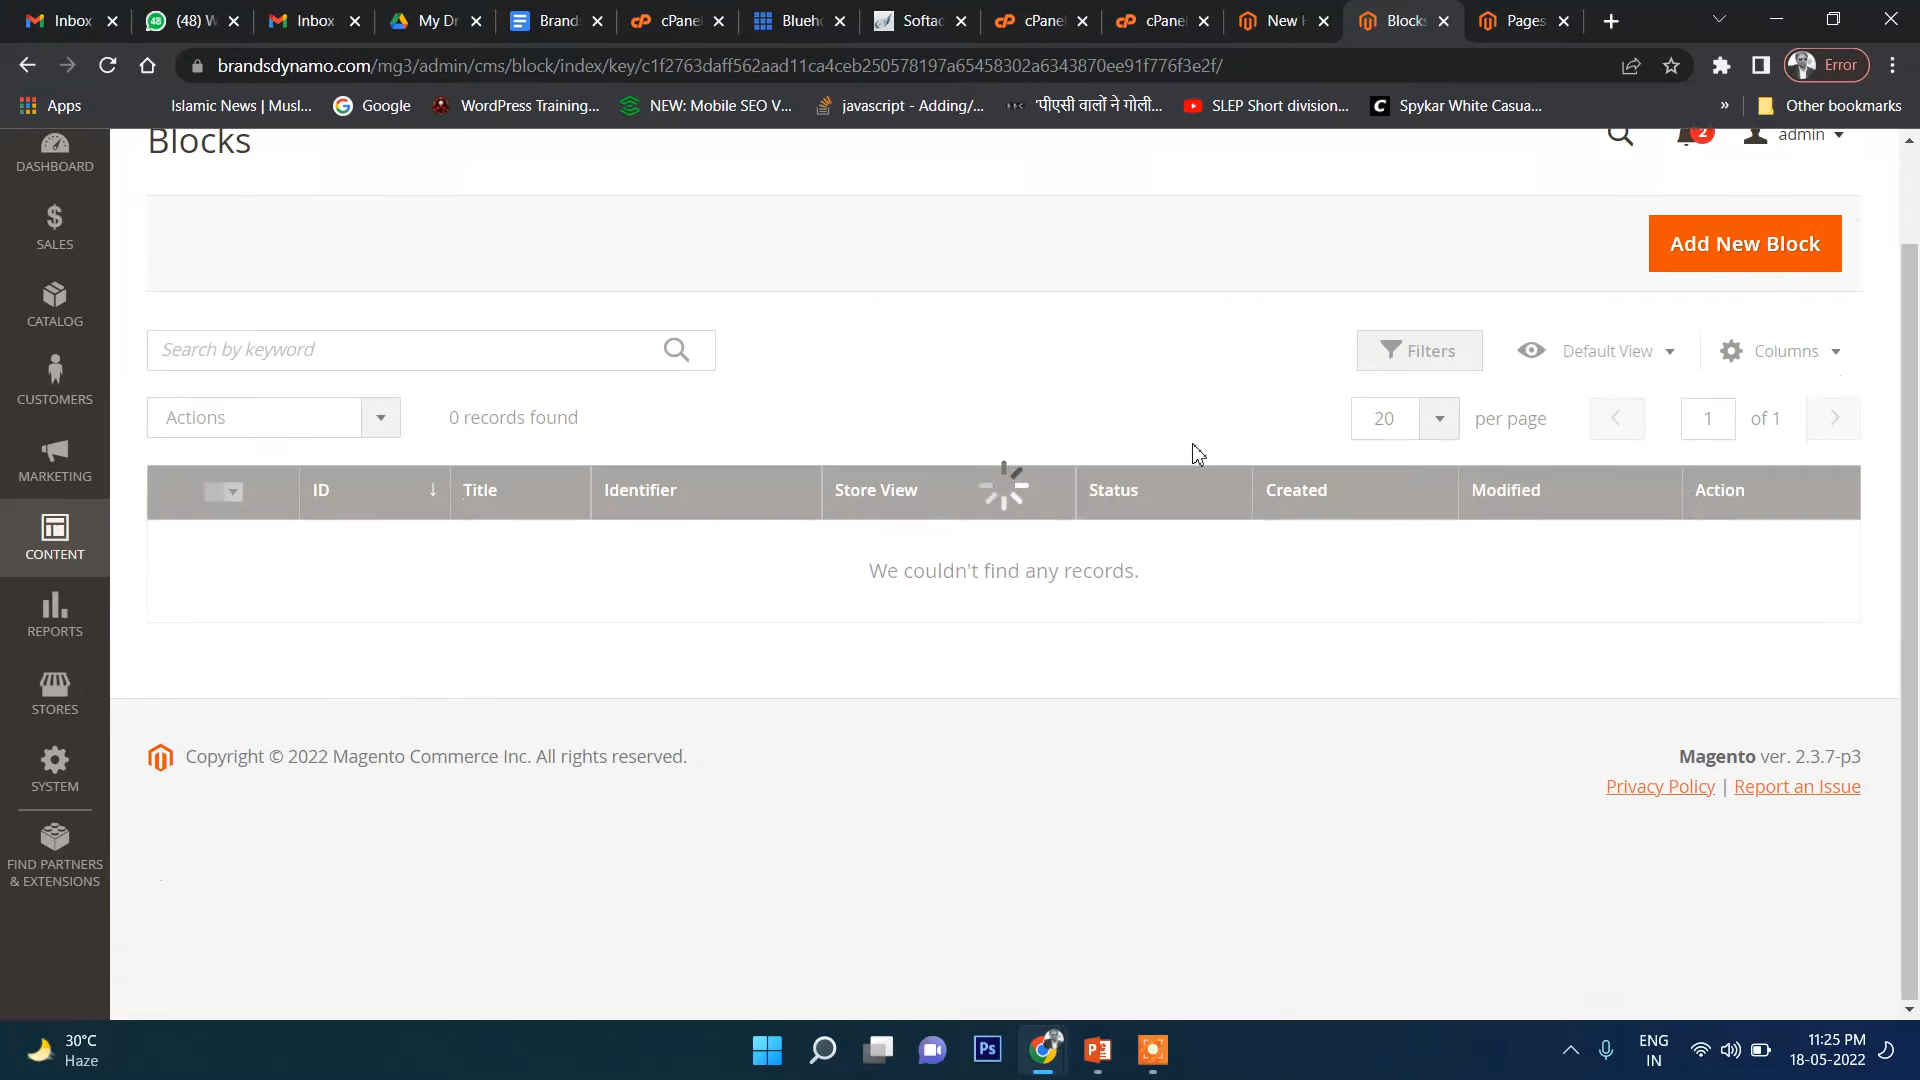 Inbox
(48) W
Inbox
My Dr
Brands
cPanel
Blueho
Softac
cPanel
cPanel
New H
Blocks
Pages
brandsdynamo.com/mg3/admin/cms/block/index/key/c1f2763daff562aad11ca4ceb250578197a65458302a6343870ee91f776f3e2f/
Error
Apps
Islamic News | Musl...
Google
WordPress Training...
NEW: Mobile SEO V...
javascript - Adding/...
'पीएसी वालों ने गोली...
SLEP Short division...
Spykar White Casua...
»
Other bookmarks
Blocks
2
admin
DASHBOARD
SALES
CATALOG
CUSTOMERS
MARKETING
CONTENT
REPORTS
STORES
SYSTEM
FIND PARTNERS
& EXTENSIONS
Add New Block
Search by keyword
Filters
Default View
Columns
Actions
0 records found
20
per page
1
of 1
ID
Title
Identifier
Store View
Status
Created
Modified
Action
We couldn't find any records.
Copyright © 2022 Magento Commerce Inc. All rights reserved.
Magento ver. 2.3.7-p3
Privacy Policy | Report an Issue
30°C
Haze
Ps
ENG
IN
11:25 PM
18-05-2022